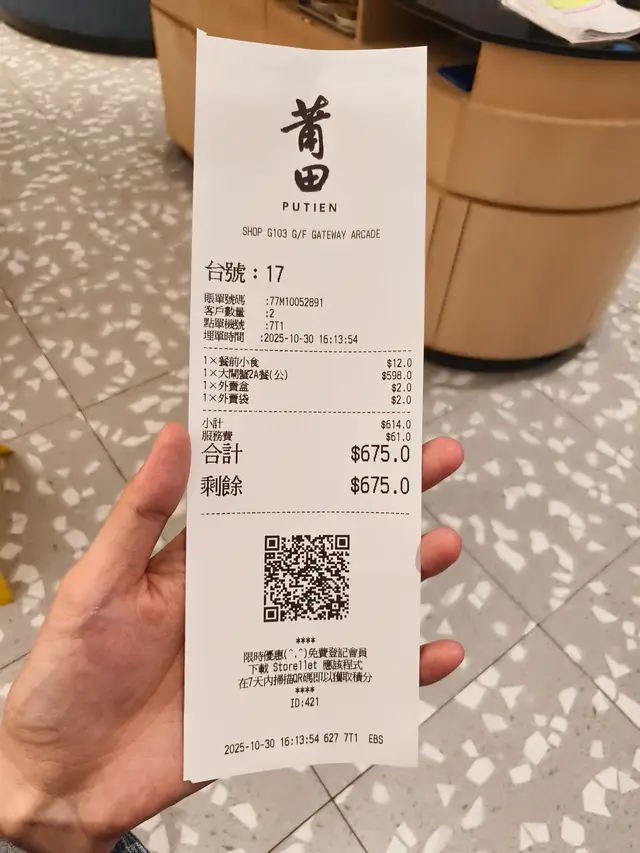 莆
田
PUTIEN
SHOP G103 G/F GATEWAY ARCADE
台號：17
賬單號碼 :77M10052891
客戶數量 :2
點單機號 :7T1
埋單時間 :2025-10-30 16:13:54
1×餐前小食 $12.0
1×大閘蟹2A餐(公) $598.0
1×外賣盒 $2.0
1×外賣袋 $2.0
小計 $614.0
服務費 $61.0
合計 $675.0
剩餘 $675.0
****
限時優惠(^.^)免費登記會員
下載 Storellet 應該程式
在7天內掃描QR碼即以獲取積分
****
ID:421
2025-10-30 16:13:54 627 7T1 EBS